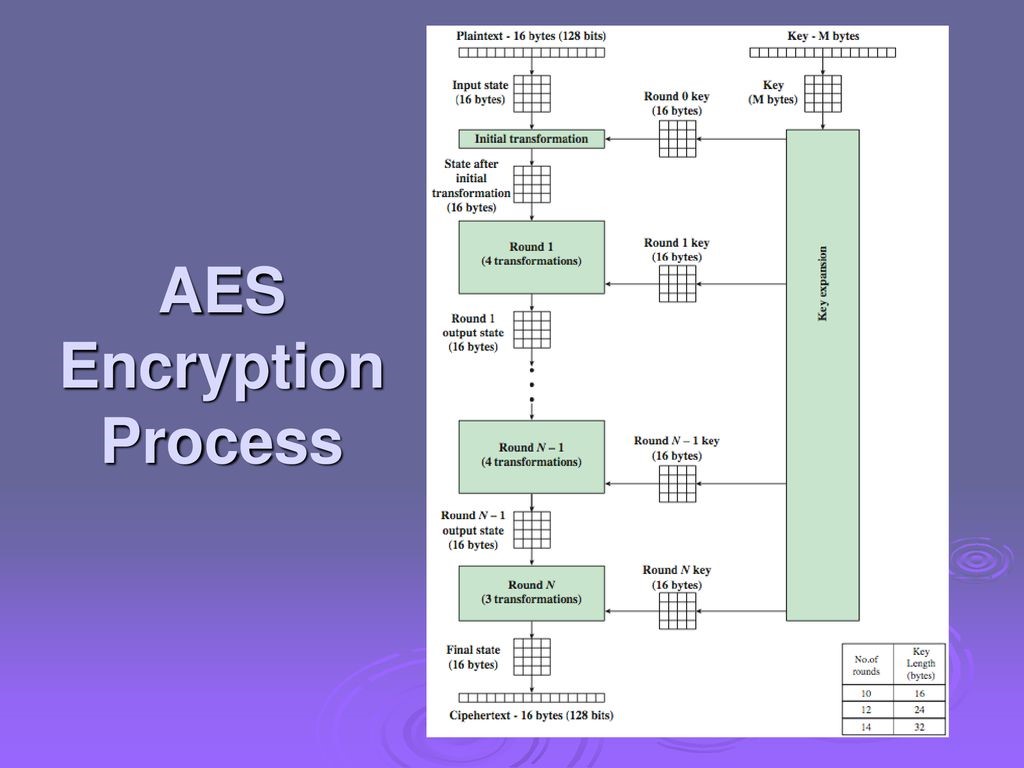 AES
Encryption
Process
Plaintext - 16 bytes (128 bits)
Key - M bytes
Input state
(16 bytes)
Key
(M bytes)
Round 0 key
(16 bytes)
Initial transformation
State after
initial
transformation
(16 bytes)
Round 1
(4 transformations)
Round 1 key
(16 bytes)
Key expansion
Round 1
output state
(16 bytes)
Round N – 1
(4 transformations)
Round N – 1 key
(16 bytes)
Round N – 1
output state
(16 bytes)
Round N
(3 transformations)
Round N key
(16 bytes)
Final state
(16 bytes)
Cipehertext - 16 bytes (128 bits)
No.of
rounds
Key
Length
(bytes)
10 16
12 24
14 32